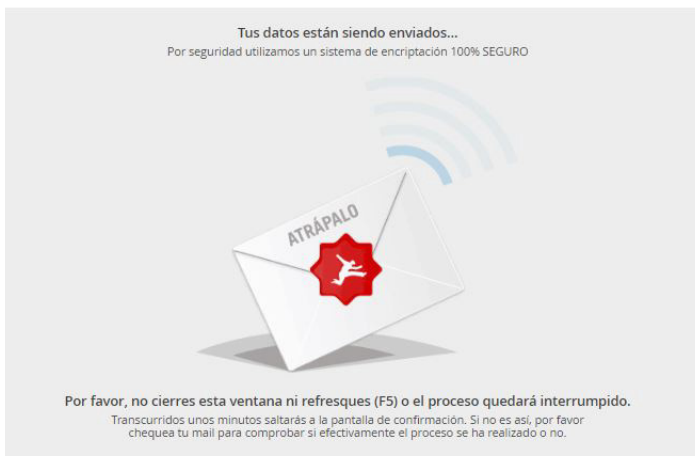 Tus datos están siendo enviados...
Por seguridad utilizamos un sistema de encriptación 100% SEGURO
ATRÁPALO
Por favor, no cierres esta ventana ni refresques (F5) o el proceso quedará interrumpido.
Transcurridos unos minutos saltarás a la pantalla de confirmación. Si no es así, por favor
chequea tu mail para comprobar si efectivamente el proceso se ha realizado o no.